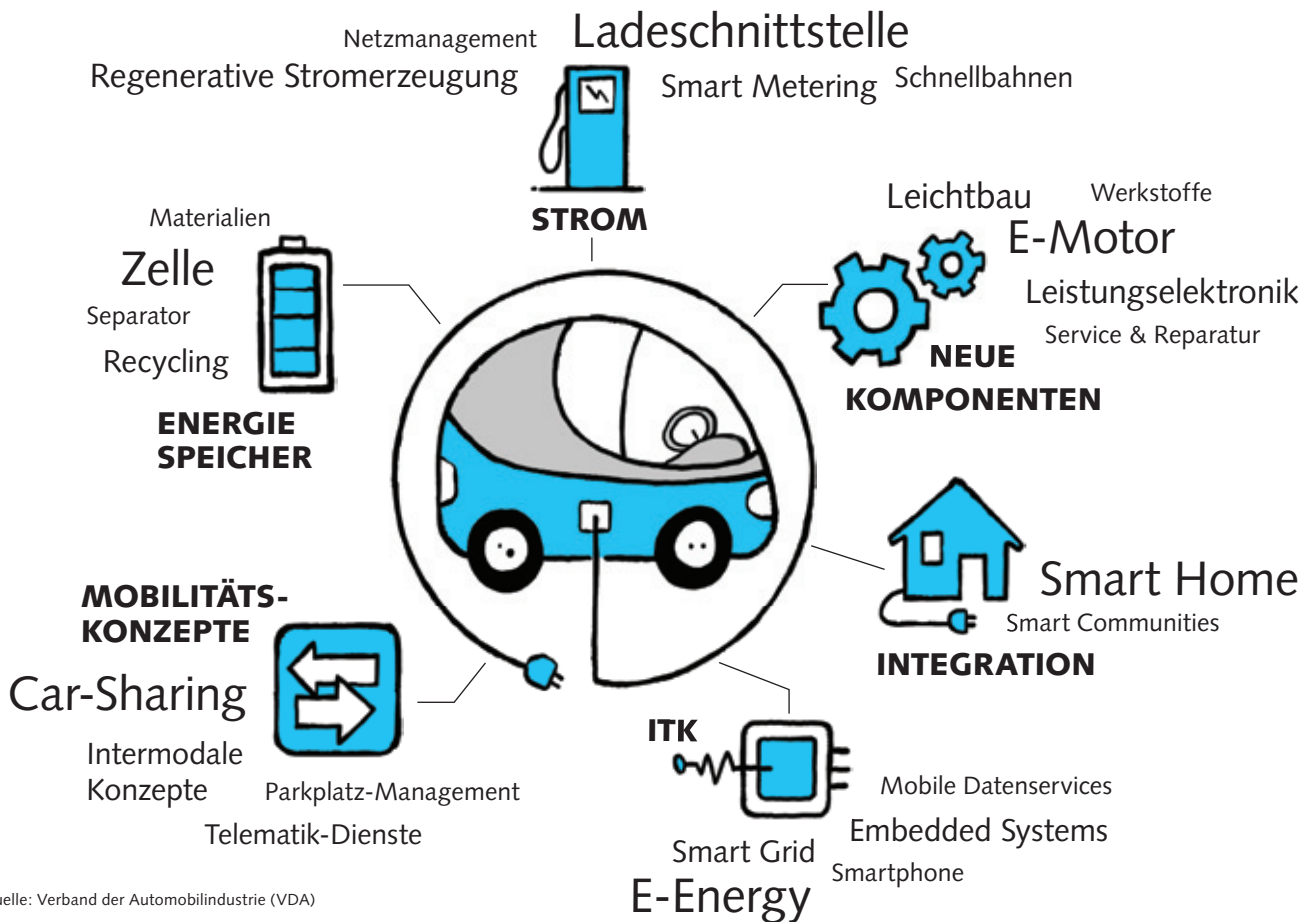 Netzmanagement
Ladeschnittstelle
Regenerative Stromerzeugung
Smart Metering
Schnellbahnen
STROM
Materialien
Zelle
Separator
Recycling
ENERGIE
SPEICHER
Leichtbau
Werkstoffe
E-Motor
Leistungselektronik
Service & Reparatur
NEUE
KOMPONENTEN
Smart Home
Smart Communities
INTEGRATION
MOBILITÄTS-
KONZEPTE
Car-Sharing
Intermodale
Konzepte
Parkplatz-Management
Telematik-Dienste
ITK
Mobile Datenservices
Embedded Systems
Smart Grid
Smartphone
E-Energy
uelle: Verband der Automobilindustrie (VDA)